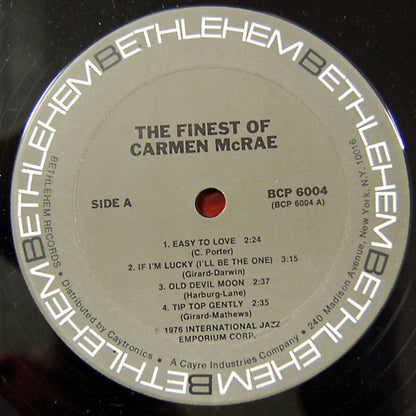 BETHLEHEM BETHLEHEM BETHLEHEM BETHLEHEM BETHLEHEM
THE FINEST OF
CARMEN McRAE
SIDE A
BCP 6004
(BCP 6004 A)
1. EASY TO LOVE 2:24
(C. Porter)
2. IF I'M LUCKY (I'LL BE THE ONE) 3:15
(Girard-Darwin)
3. OLD DEVIL MOON 2:37
(Harburg-Lane)
4. TIP TOP GENTLY 2:35
(Girard-Mathews)
© 1976 INTERNATIONAL JAZZ
EMPORIUM CORP.
BETHLEHEM RECORDS • Distributed by Caytronics • A Cayre Industries Company • 240 Madison Avenue, New York, N.Y. 10016